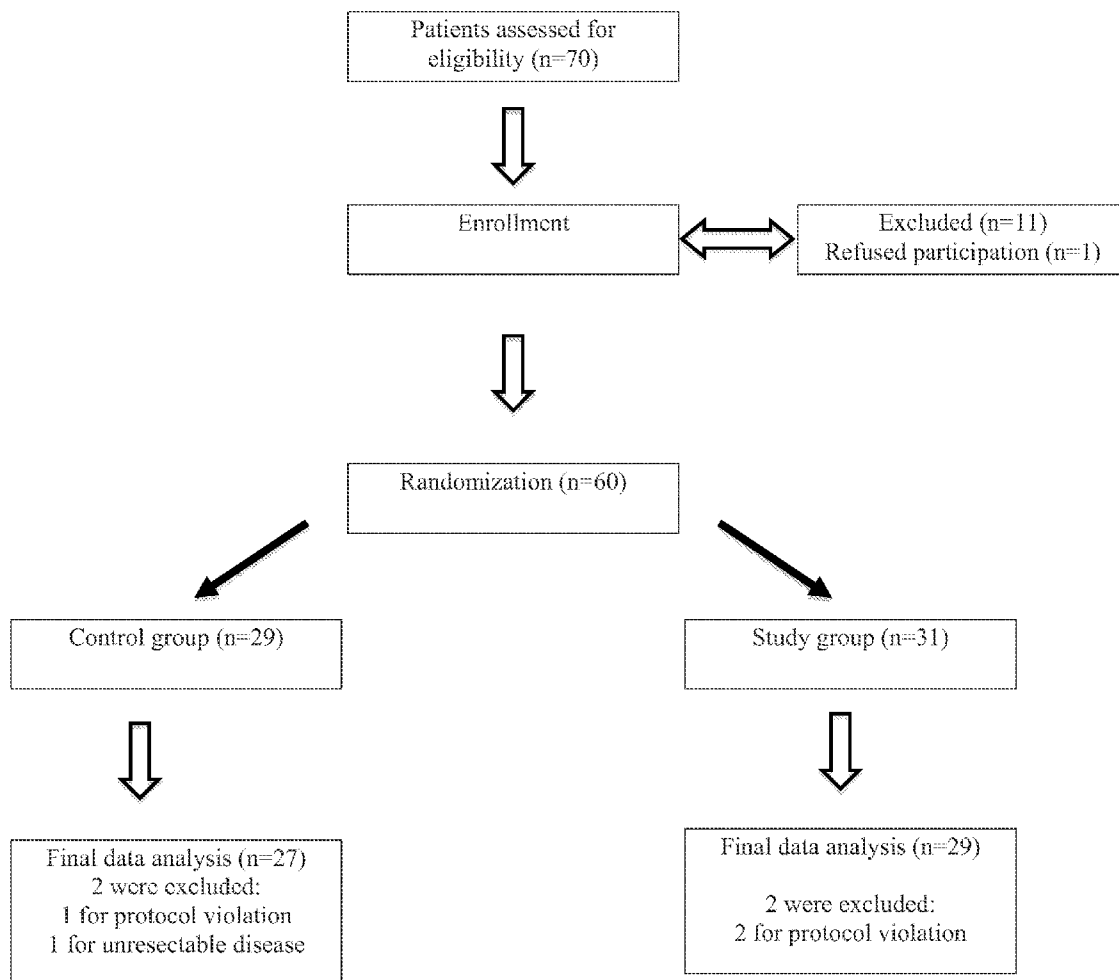 Patients assessed for
eligibility (n=70)
Enrollment
Excluded (n=11)
Refused participation (n=1)
Randomization (n=60)
Control group (n=29)
Study group (n=31)
Final data analysis (n=27)
2 were excluded:
1 for protocol violation
1 for unresectable disease
Final data analysis (n=29)
2 were excluded:
2 for protocol violation